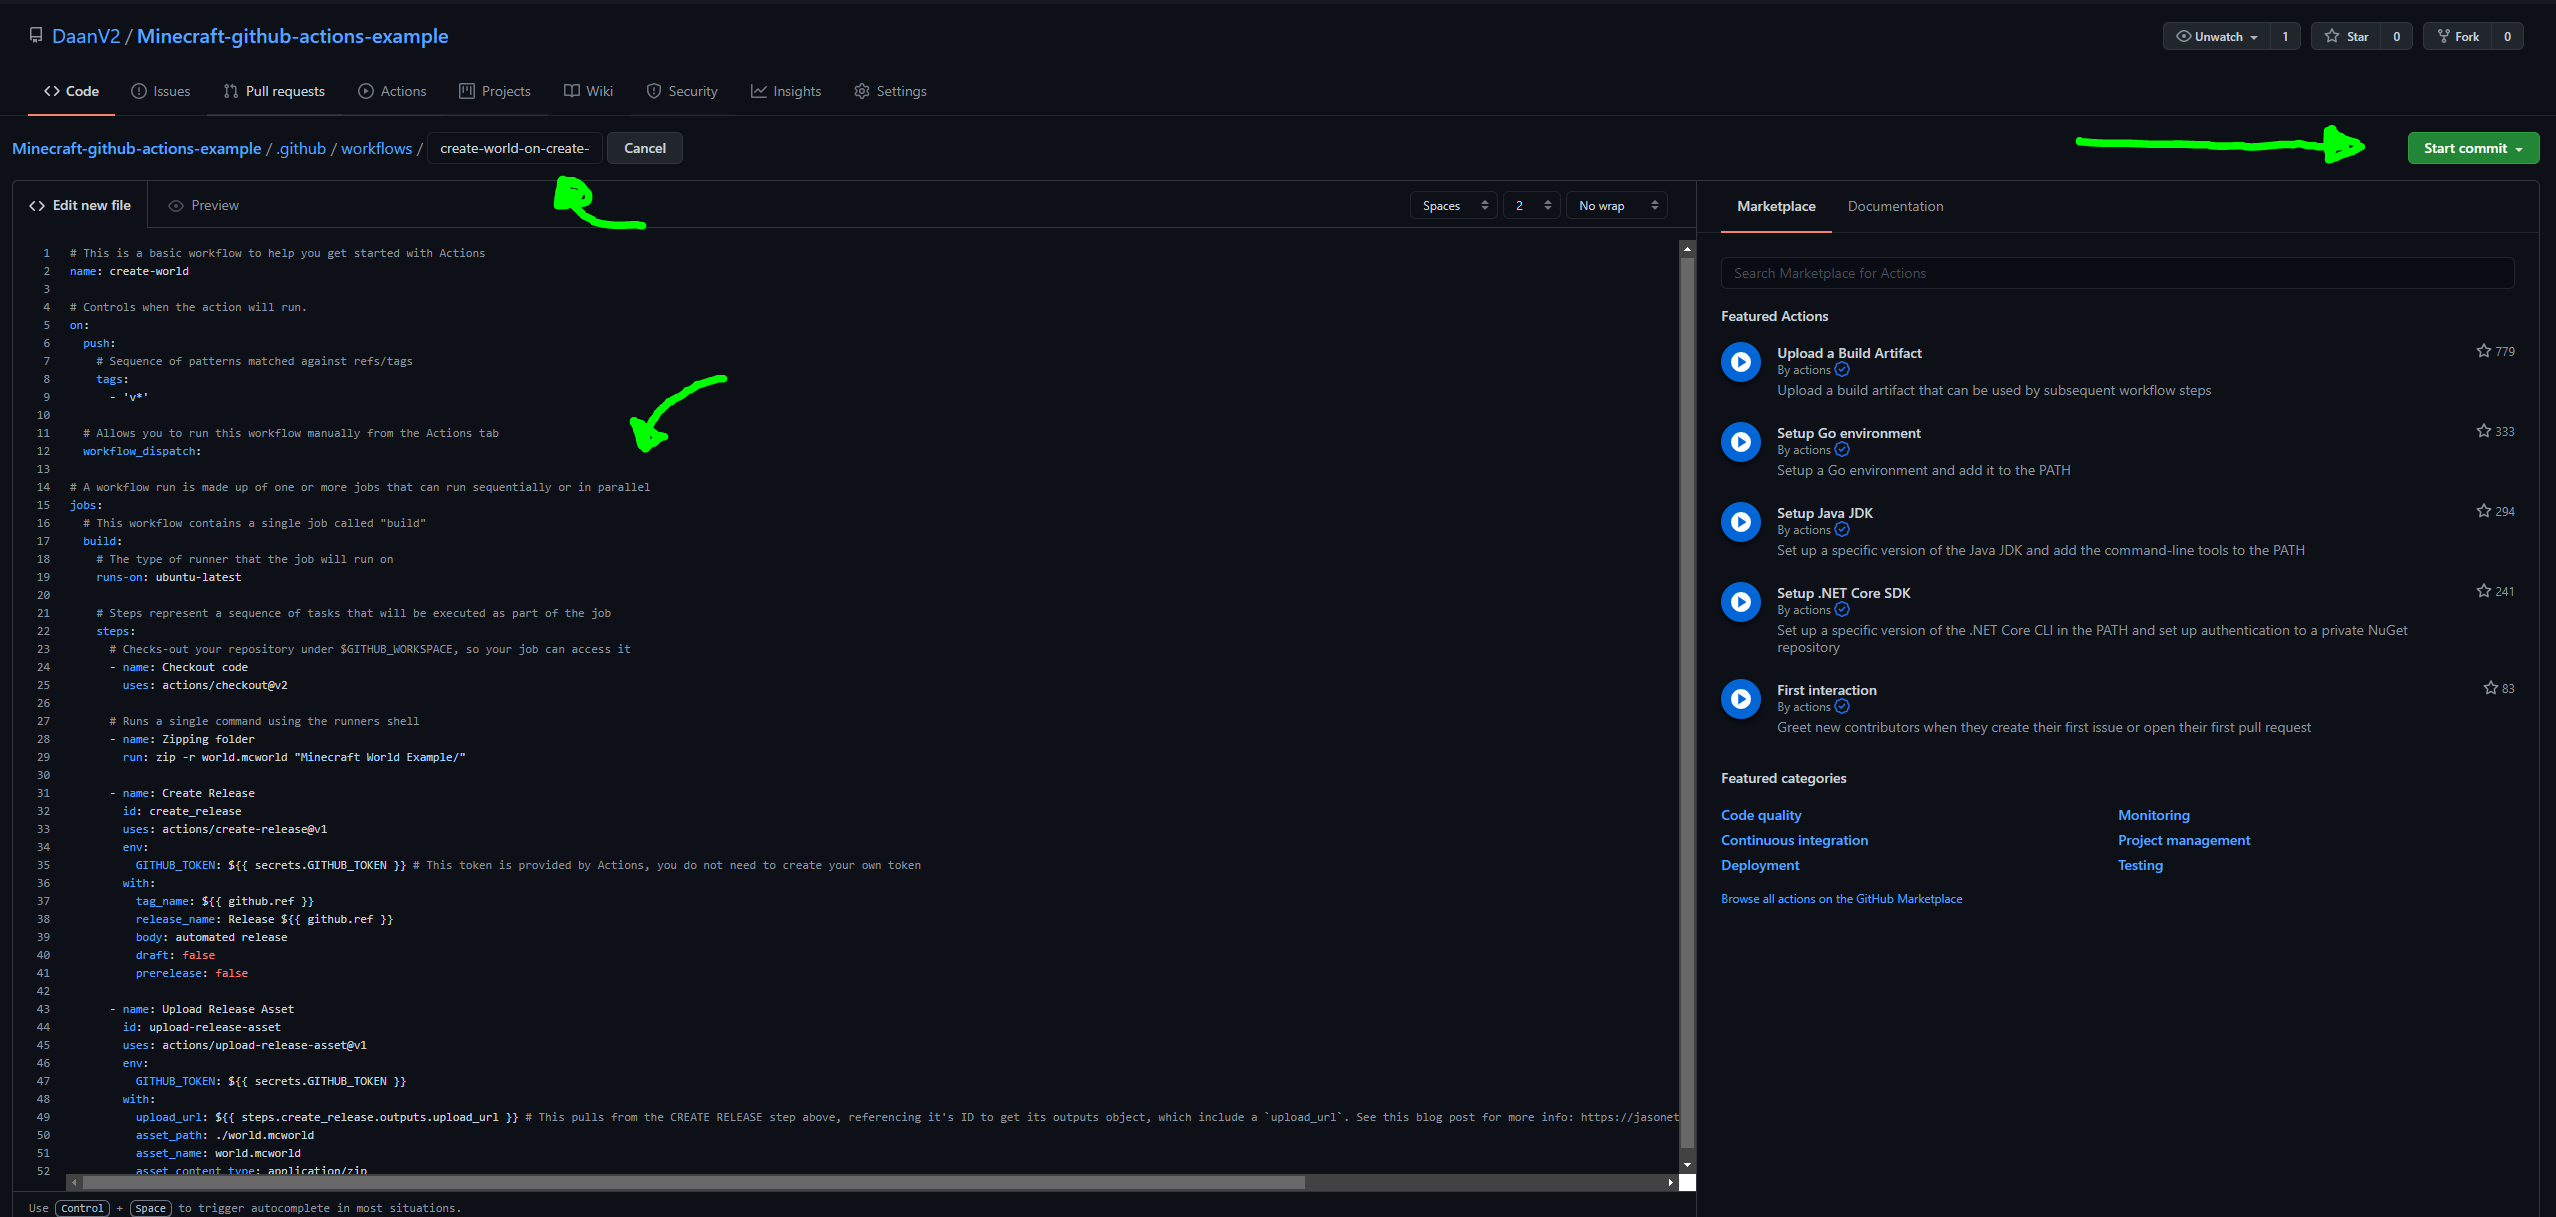 DaanV2 / Minecraft-github-actions-example
Unwatch 1 Star 0 Fork 0
Code Issues Pull requests Actions Projects Wiki Security Insights Settings
Minecraft-github-actions-example / .github / workflows / create-world-on-create- Cancel
Start commit
Edit new file Preview
Spaces 2 No wrap
1 # This is a basic workflow to help you get started with Actions
2 name: create-world
3
4 # Controls when the action will run.
5 on:
6 push:
7 # Sequence of patterns matched against refs/tags
8 tags:
9 - 'v*'
10
11 # Allows you to run this workflow manually from the Actions tab
12 workflow_dispatch:
13
14 # A workflow run is made up of one or more jobs that can run sequentially or in parallel
15 jobs:
16 # This workflow contains a single job called "build"
17 build:
18 # The type of runner that the job will run on
19 runs-on: ubuntu-latest
20
21 # Steps represent a sequence of tasks that will be executed as part of the job
22 steps:
23 # Checks-out your repository under $GITHUB_WORKSPACE, so your job can access it
24 - name: Checkout code
25 uses: actions/checkout@v2
26
27 # Runs a single command using the runners shell
28 - name: Zipping folder
29 run: zip -r world.mcworld "Minecraft World Example/"
30
31 - name: Create Release
32 id: create_release
33 uses: actions/create-release@v1
34 env:
35 GITHUB_TOKEN: ${{ secrets.GITHUB_TOKEN }} # This token is provided by Actions, you do not need to create your own token
36 with:
37 tag_name: ${{ github.ref }}
38 release_name: Release ${{ github.ref }}
39 body: automated release
40 draft: false
41 prerelease: false
42
43 - name: Upload Release Asset
44 id: upload-release-asset
45 uses: actions/upload-release-asset@v1
46 env:
47 GITHUB_TOKEN: ${{ secrets.GITHUB_TOKEN }}
48 with:
49 upload_url: ${{ steps.create_release.outputs.upload_url }} # This pulls from the CREATE RELEASE step above, referencing it's ID to get its outputs object, which include a `upload_url`. See this blog post for more info: https://jasonet
50 asset_path: ./world.mcworld
51 asset_name: world.mcworld
52 asset_content_type: application/zip
Use Control + Space to trigger autocomplete in most situations.
Marketplace Documentation
Search Marketplace for Actions
Featured Actions
Upload a Build Artifact 779
By actions
Upload a build artifact that can be used by subsequent workflow steps
Setup Go environment 333
By actions
Setup a Go environment and add it to the PATH
Setup Java JDK 294
By actions
Set up a specific version of the Java JDK and add the command-line tools to the PATH
Setup .NET Core SDK 241
By actions
Set up a specific version of the .NET Core CLI in the PATH and set up authentication to a private NuGet
repository
First interaction 83
By actions
Greet new contributors when they create their first issue or open their first pull request
Featured categories
Code quality Monitoring
Continuous integration Project management
Deployment Testing
Browse all actions on the GitHub Marketplace